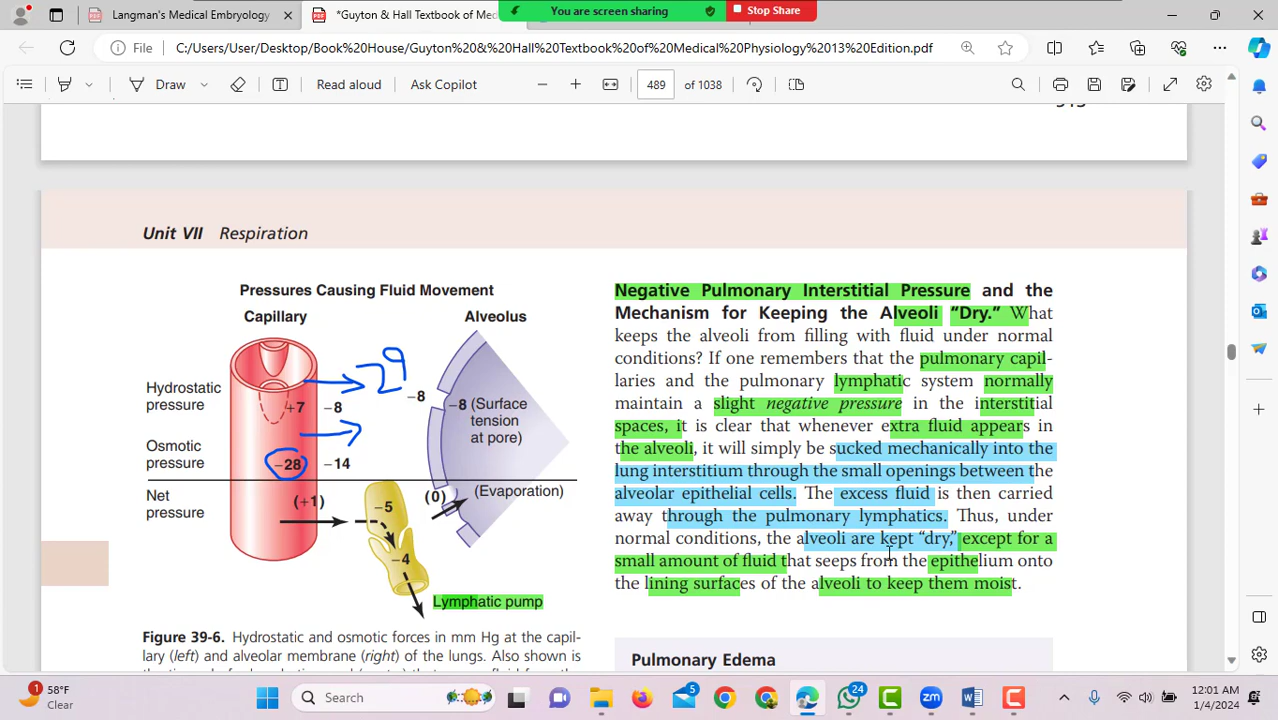 Langman's Medical Embryology
*Guyton & Hall Textbook of Med
You are screen sharing
Stop Share
File
C:/Users/User/Desktop/Book%20House/Guyton%20&%20Hall%20Textbook%20of%20Medical%20Physiology%2013%20Edition.pdf
Draw
Read aloud
Ask Copilot
489
of 1038
Unit VII Respiration
Pressures Causing Fluid Movement
Capillary
Alveolus
29
Hydrostatic
pressure
+7
-8
-8
-8 (Surface
tension
at pore)
Osmotic
pressure
-28
-14
Net
pressure
(+1)
-5
(0)
(Evaporation)
-4
Lymphatic pump
Figure 39-6. Hydrostatic and osmotic forces in mm Hg at the capil-
lary (left) and alveolar membrane (right) of the lungs. Also shown is
Negative Pulmonary Interstitial Pressure and the
Mechanism for Keeping the Alveoli “Dry.” What
keeps the alveoli from filling with fluid under normal
conditions? If one remembers that the pulmonary capil-
laries and the pulmonary lymphatic system normally
maintain a slight negative pressure in the interstitial
spaces, it is clear that whenever extra fluid appears in
the alveoli, it will simply be sucked mechanically into the
lung interstitium through the small openings between the
alveolar epithelial cells. The excess fluid is then carried
away through the pulmonary lymphatics. Thus, under
normal conditions, the alveoli are kept “dry,” except for a
small amount of fluid that seeps from the epithelium onto
the lining surfaces of the alveoli to keep them moist.
Pulmonary Edema
1
58°F
Clear
Search
5
24
zm
12:01 AM
1/4/2024